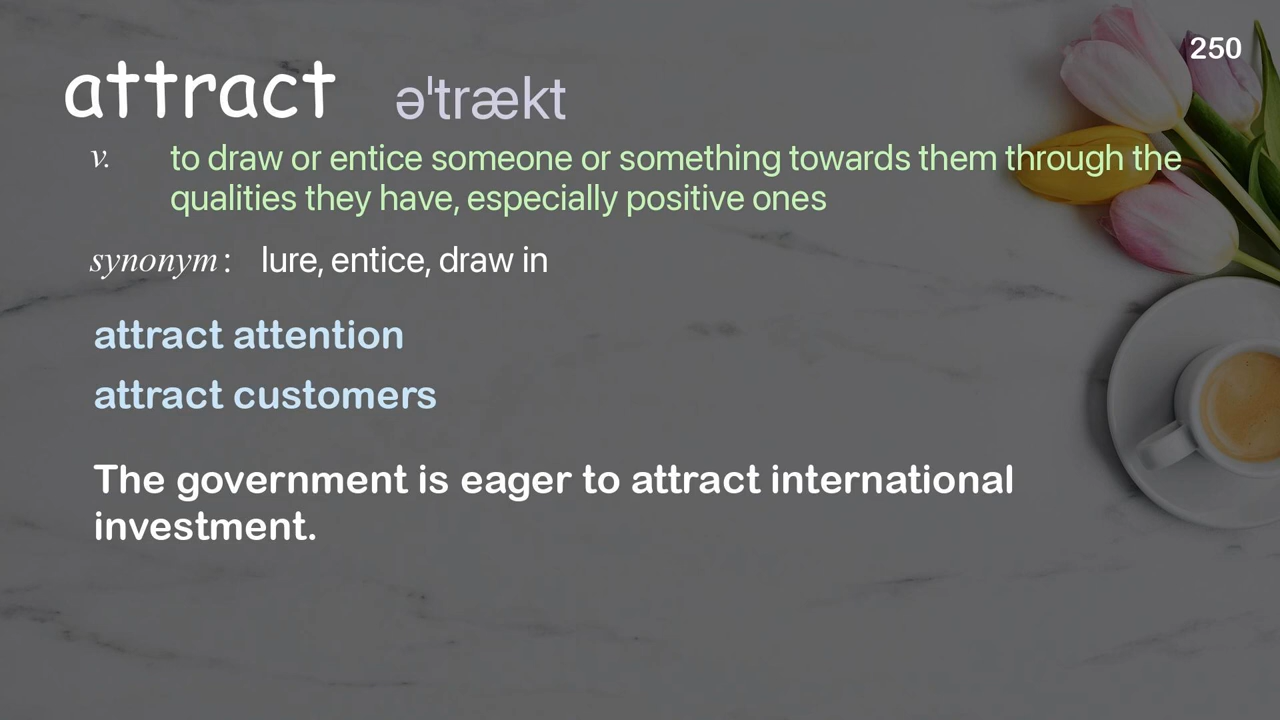 250
attract əˈtrækt
v. to draw or entice someone or something towards them through the
qualities they have, especially positive ones
synonym : lure, entice, draw in
attract attention
attract customers
The government is eager to attract international
investment.